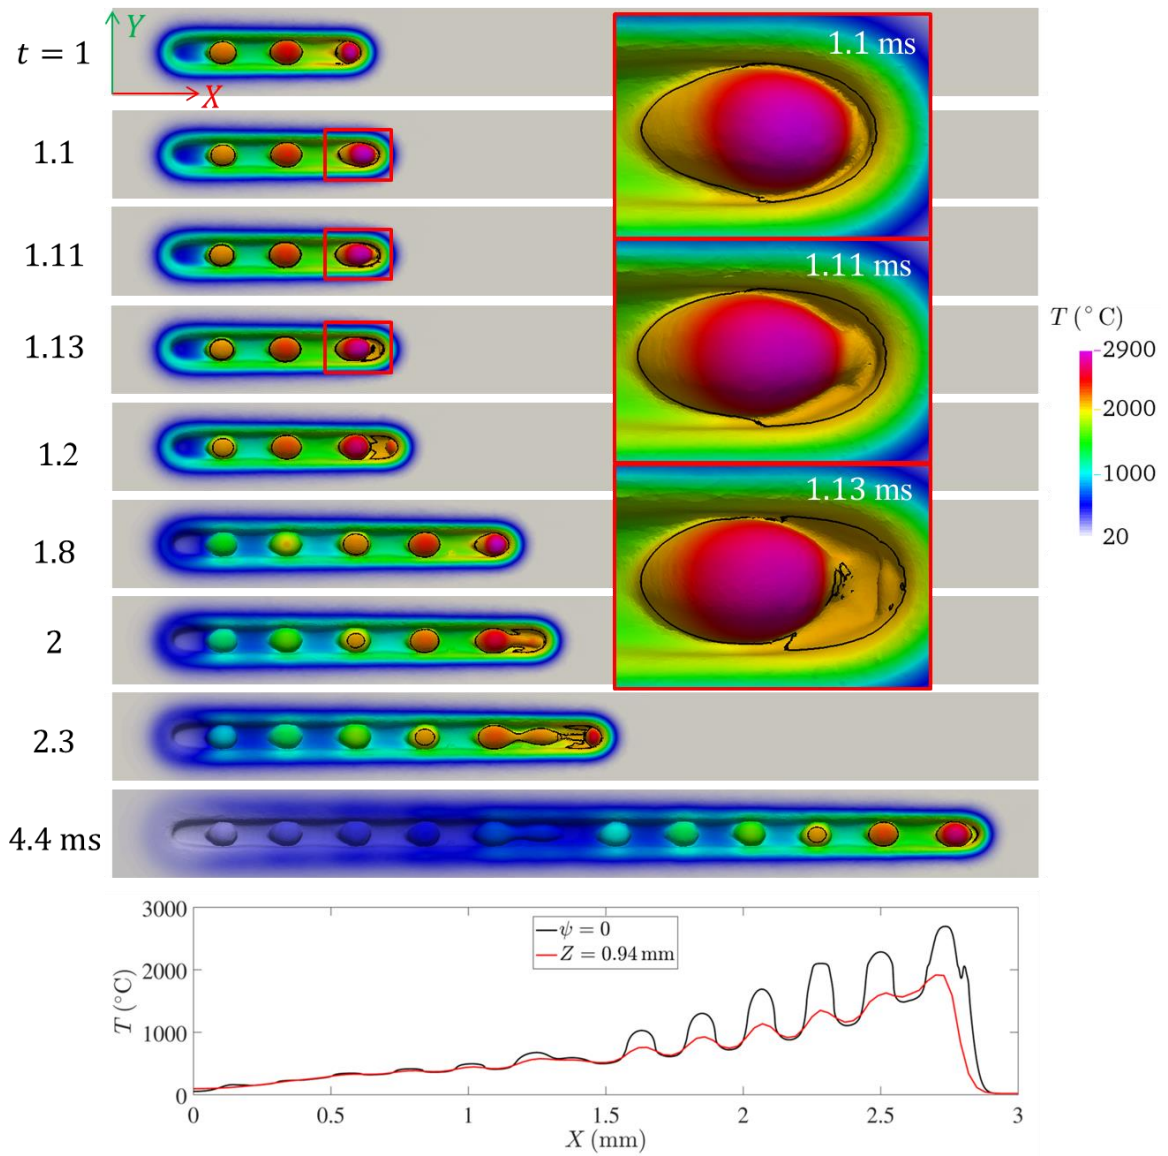 t = 1
Y
X
1.1 ms
1.1
1.11
1.11 ms
1.13
T (°C)
2900
2000
1000
20
1.2
1.13 ms
1.8
2
2.3
4.4 ms
3000
2000
1000
0
T (°C)
ψ = 0
Z = 0.94 mm
0 0.5 1 1.5 2 2.5 3
X (mm)